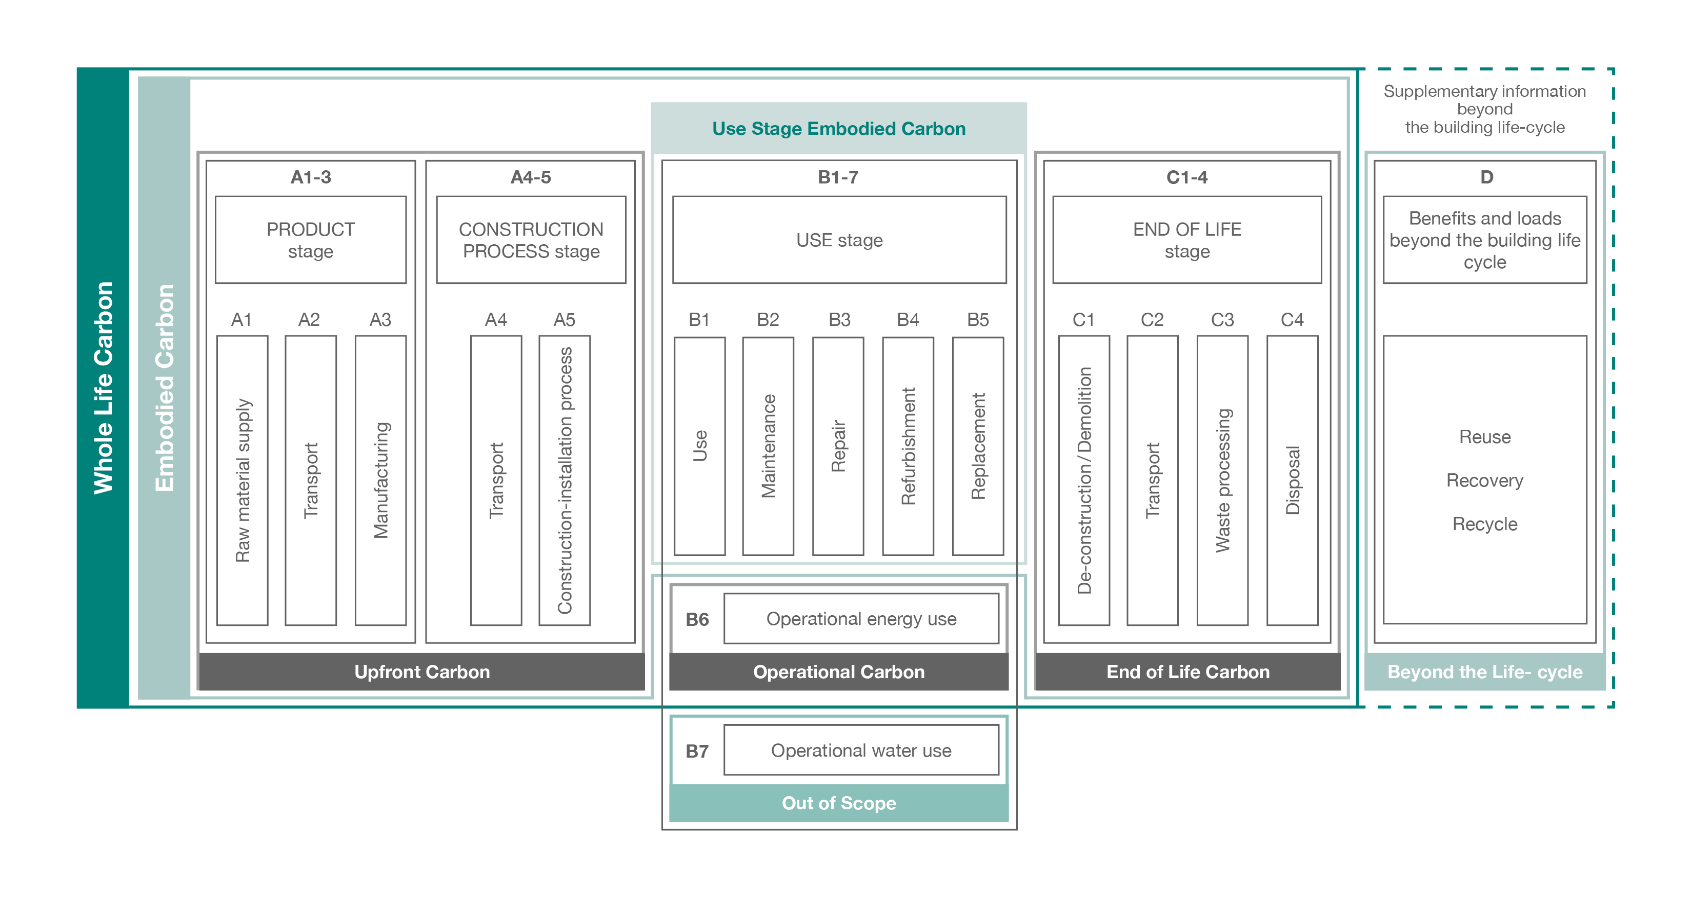 Whole Life Carbon
Embodied Carbon
Use Stage Embodied Carbon
Supplementary information
beyond
the building life-cycle
A1-3
PRODUCT
stage
A1
Raw material supply
A2
Transport
A3
Manufacturing
A4-5
CONSTRUCTION
PROCESS stage
A4
Transport
A5
Construction-installation process
Upfront Carbon
B1-7
USE stage
B1
Use
B2
Maintenance
B3
Repair
B4
Refurbishment
B5
Replacement
B6
Operational energy use
Operational Carbon
B7
Operational water use
Out of Scope
C1-4
END OF LIFE
stage
C1
De-construction/Demolition
C2
Transport
C3
Waste processing
C4
Disposal
End of Life Carbon
D
Benefits and loads
beyond the building life
cycle
Reuse
Recovery
Recycle
Beyond the Life- cycle